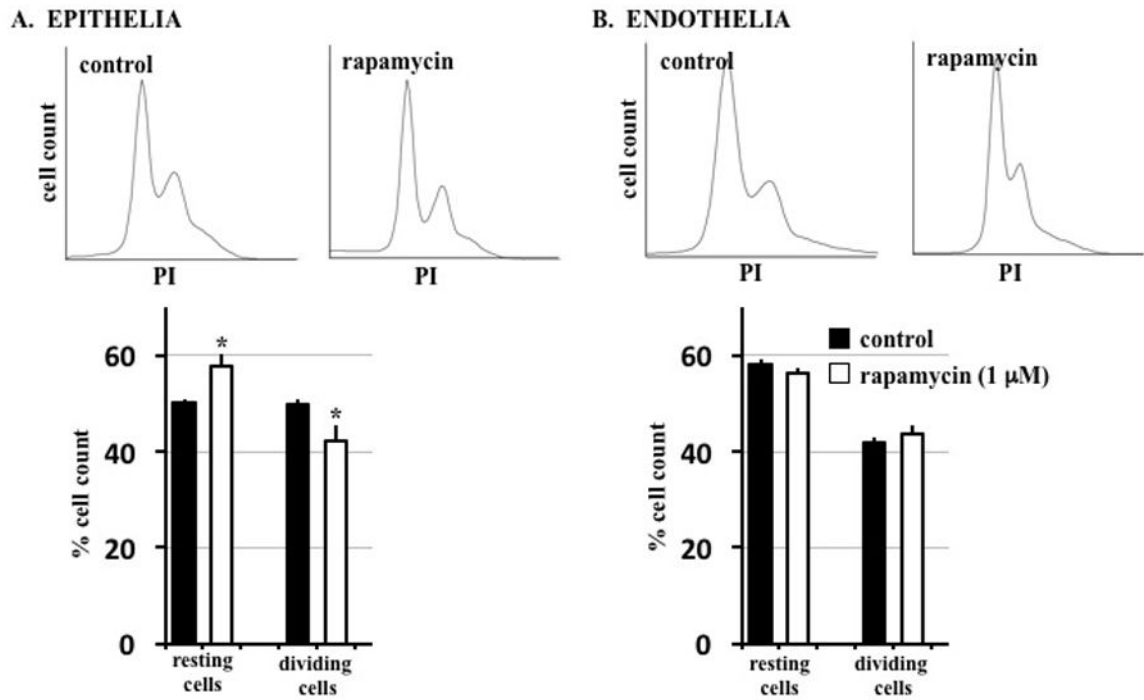 A. EPITHELIA
control
rapamycin
cell count
PI
PI
60
40
20
0
% cell count
*
*
resting
cells
dividing
cells
B. ENDOTHELIA
control
rapamycin
cell count
PI
PI
control
rapamycin (1 μM)
60
40
20
0
% cell count
resting
cells
dividing
cells